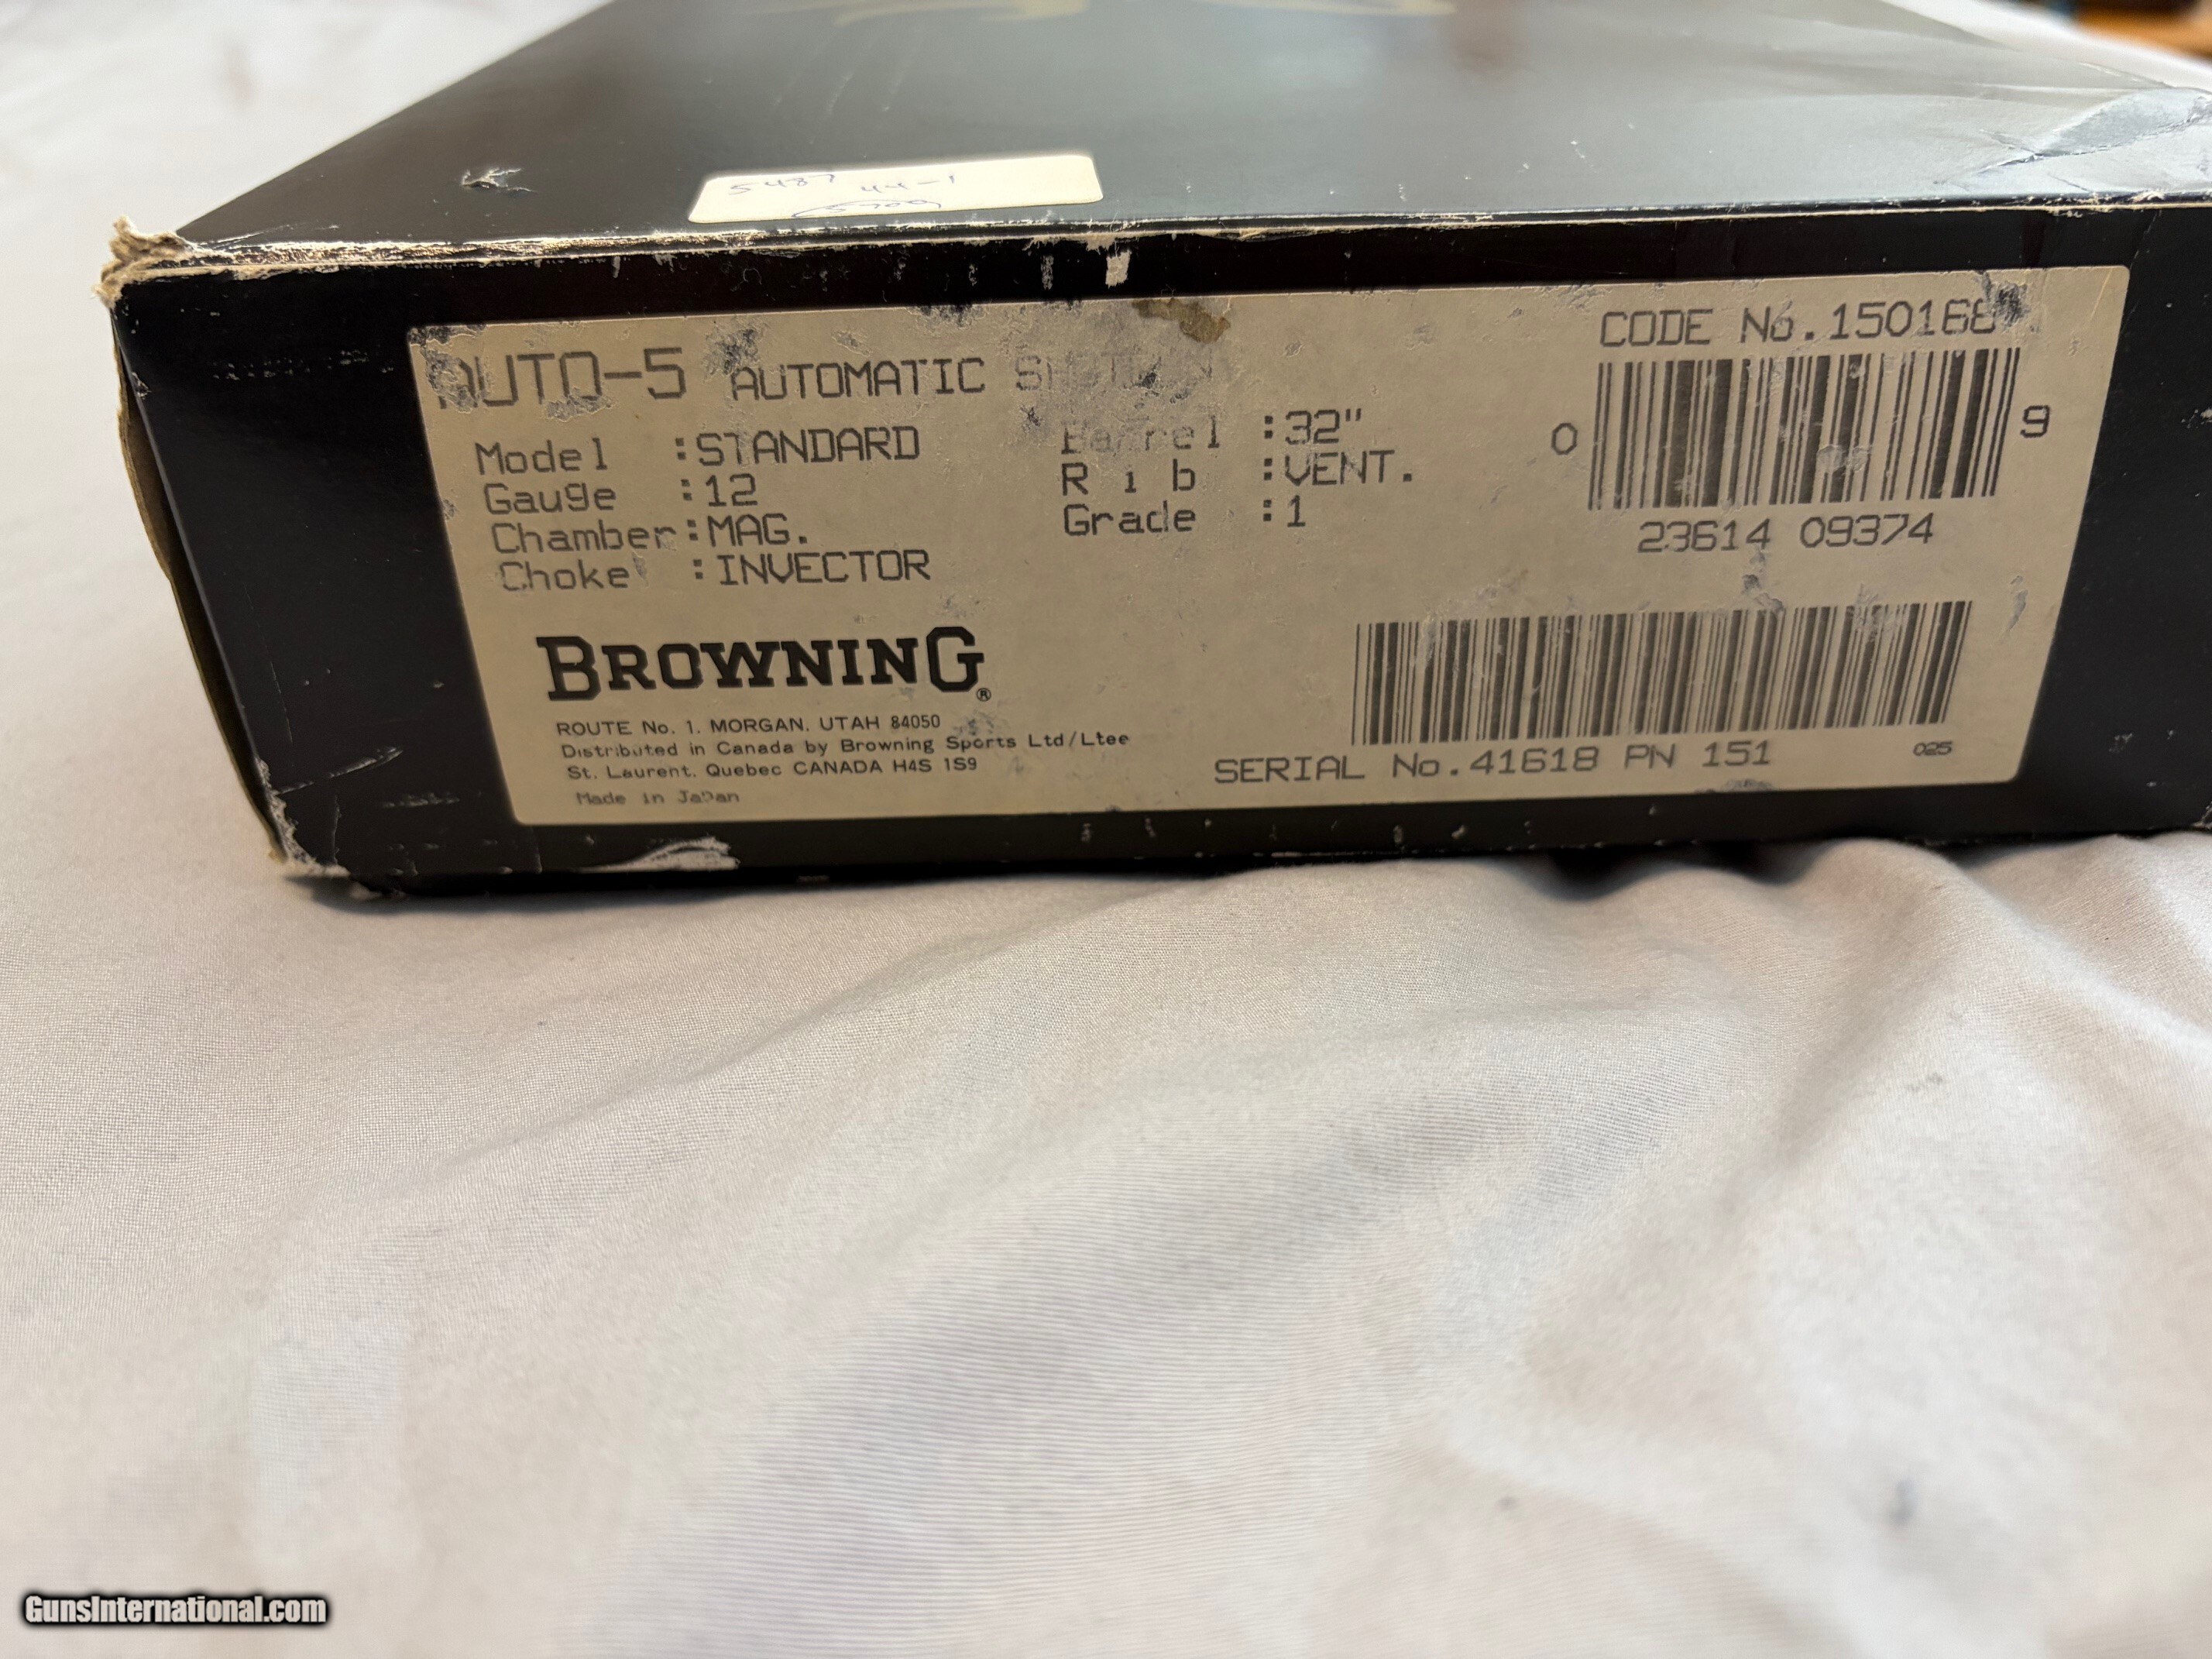 5487 44-1
5700
AUTO-5 AUTOMATIC
Model :STANDARD
Gauge :12
Chamber:MAG.
Choke :INVECTOR
Barrel :32"
Rib :VENT.
Grade :1
CODE No.150168
0 9
23614 09374
BROWNING®
ROUTE No. 1, MORGAN, UTAH 84050
Distributed in Canada by Browning Sports Ltd/Ltee
St. Laurent, Quebec CANADA H4S 1S9
Made in Japan
SERIAL No.41618 PN 151
025
GunsInternational.com